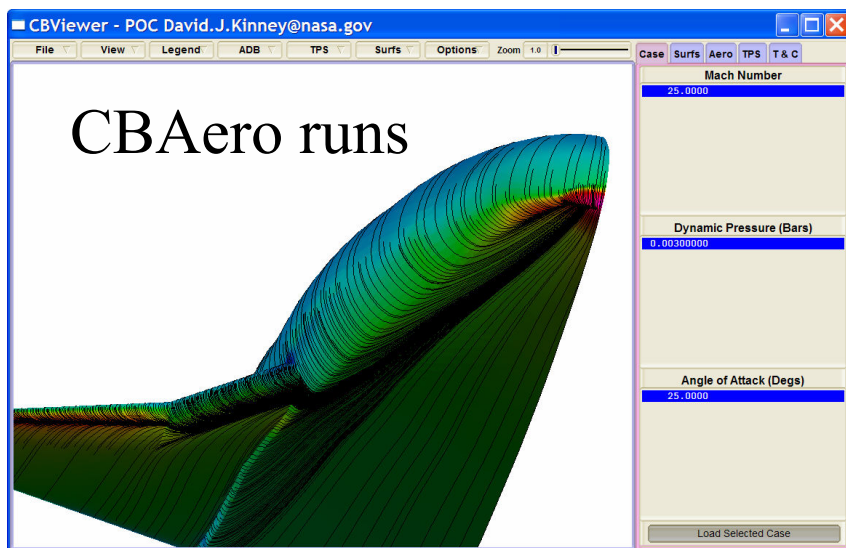 CBViewer - POC David.J.Kinney@nasa.gov
File View Legend ADB TPS Surfs Options Zoom 1.0
Case Surfs Aero TPS T & C
CBAero runs
Mach Number
25.0000
Dynamic Pressure (Bars)
0.00300000
Angle of Attack (Degs)
25.0000
Load Selected Case